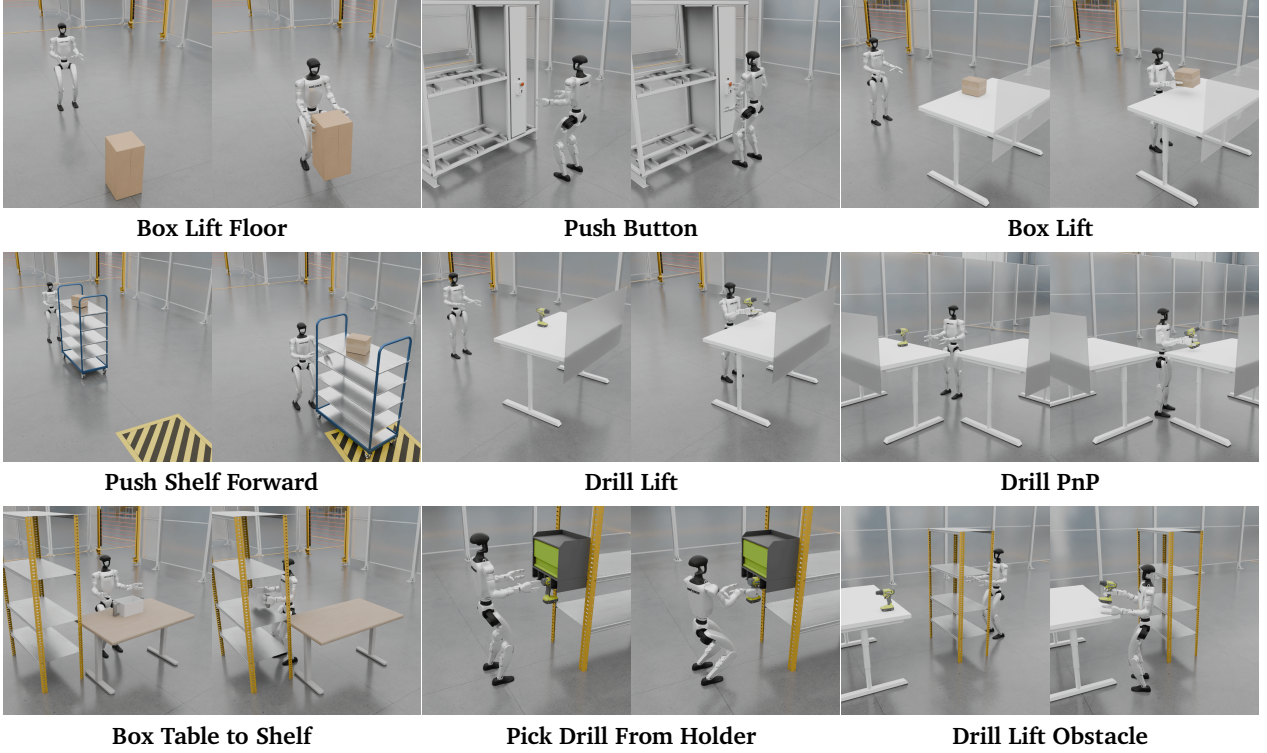 Box Lift Floor
Push Button
Box Lift
Push Shelf Forward
Drill Lift
Drill PnP
Box Table to Shelf
Pick Drill From Holder
Drill Lift Obstacle